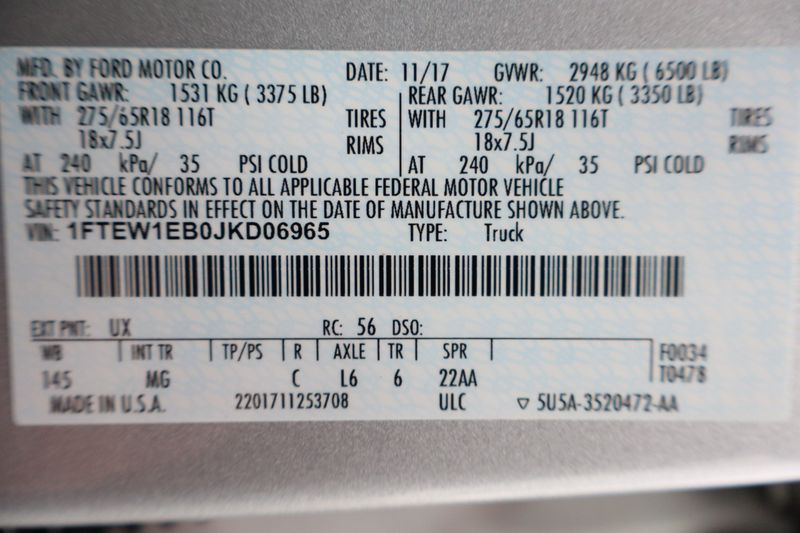 MFD. BY FORD MOTOR CO. DATE: 11/17 GVWR: 2948 KG ( 6500 LB)
FRONT GAWR: 1531 KG ( 3375 LB) REAR GAWR: 1520 KG ( 3350 LB)
WITH 275/65R18 116T TIRES WITH 275/65R18 116T TIRES
18x7.5J RIMS 18x7.5J RIMS
AT 240 kPa/ 35 PSI COLD AT 240 kPa/ 35 PSI COLD
THIS VEHICLE CONFORMS TO ALL APPLICABLE FEDERAL MOTOR VEHICLE
SAFETY STANDARDS IN EFFECT ON THE DATE OF MANUFACTURE SHOWN ABOVE.
VIN: 1FTEW1EB0JKD06965 TYPE: Truck
EXT PNT: UX RC: 56 DSO:
WB INT TR TP/PS R AXLE TR SPR F0034
145 MG C L6 6 22AA T0478
MADE IN U.S.A. 2201711253708 ULC ▽ 5U5A-3520472-AA